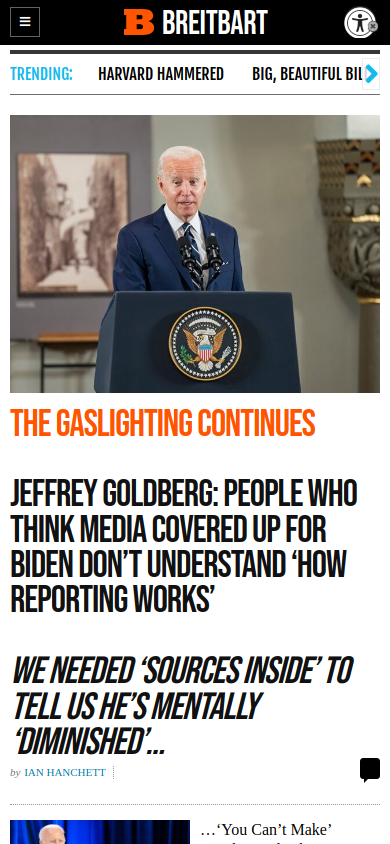 BREITBART
TRENDING: HARVARD HAMMERED BIG, BEAUTIFUL BIL
THE GASLIGHTING CONTINUES
JEFFREY GOLDBERG: PEOPLE WHO
THINK MEDIA COVERED UP FOR
BIDEN DON’T UNDERSTAND ‘HOW
REPORTING WORKS’
WE NEEDED ‘SOURCES INSIDE’ TO
TELL US HE’S MENTALLY
‘DIMINISHED’…
by IAN HANCHETT
…‘You Can’t Make’